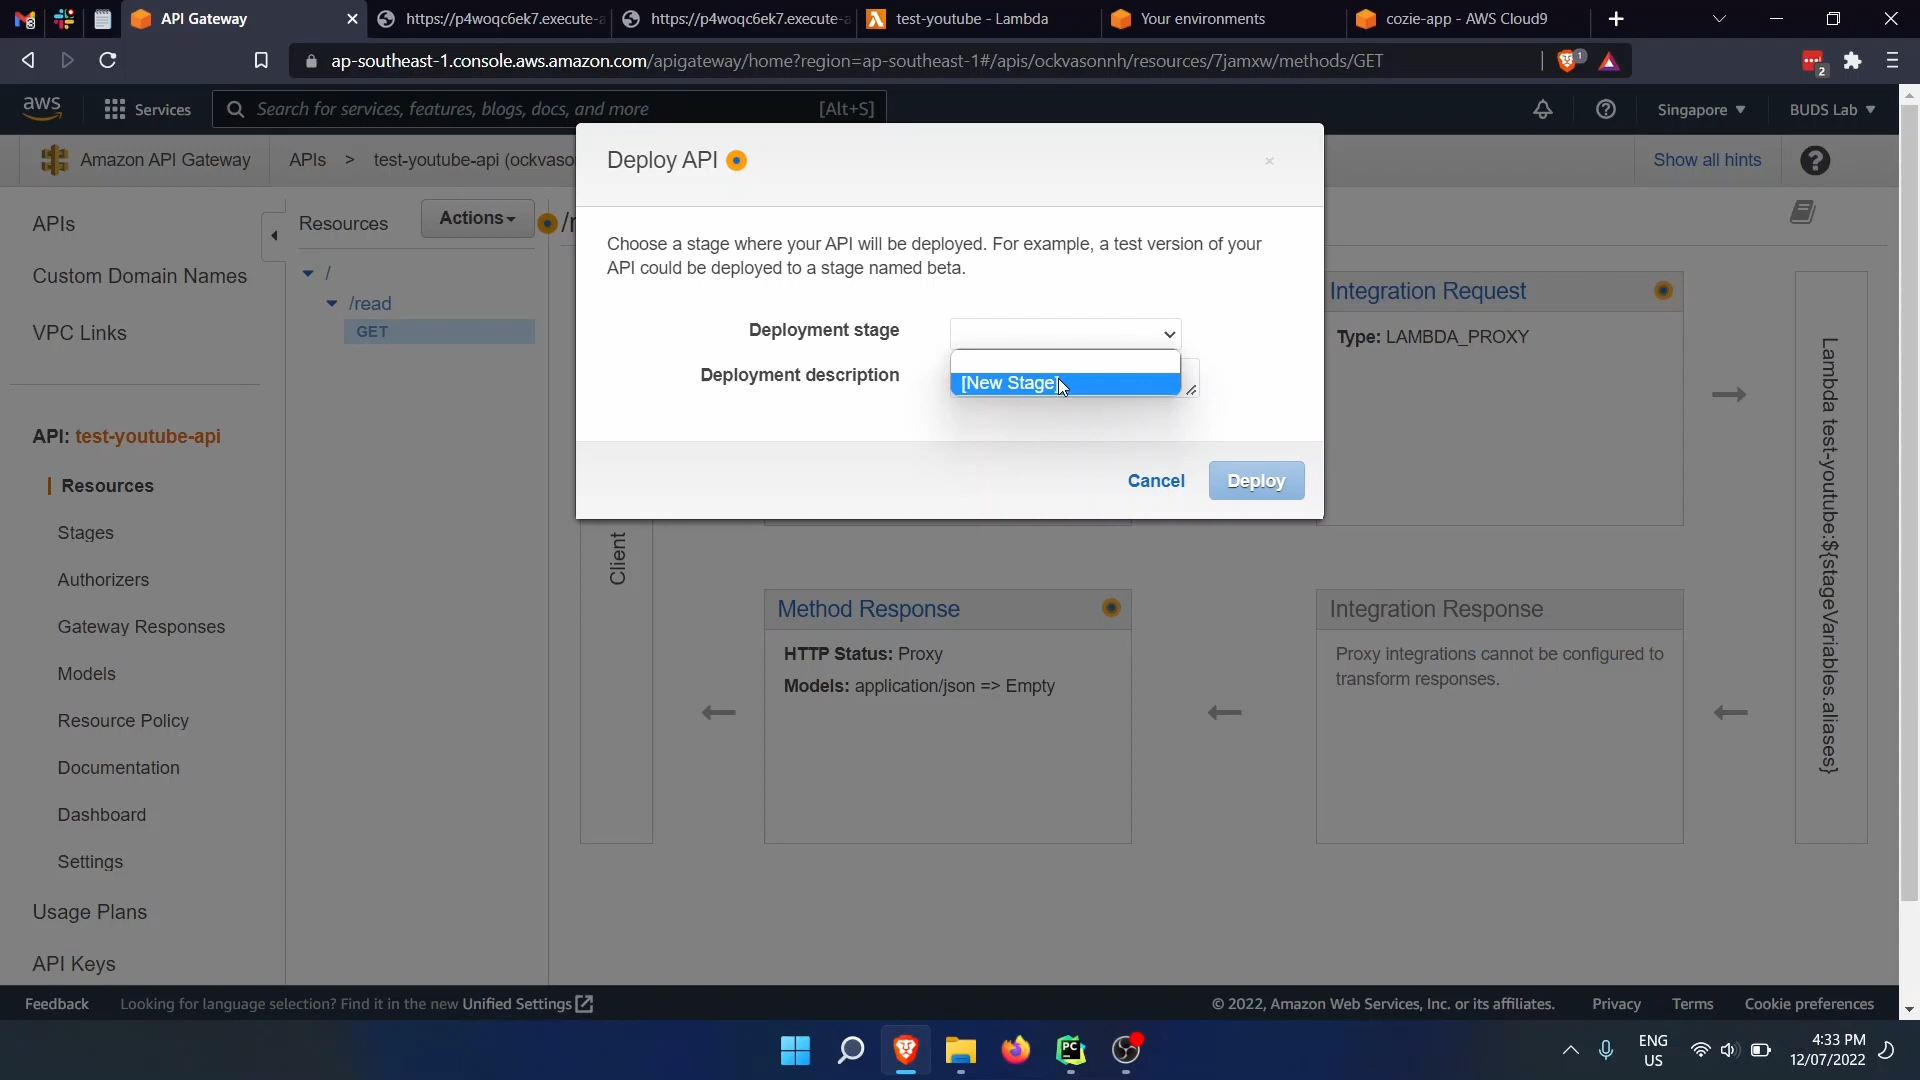 API Gateway
https://p4woqc6ek7.execute-a
https://p4woqc6ek7.execute-a
test-youtube - Lambda
Your environments
cozie-app - AWS Cloud9
ap-southeast-1.console.aws.amazon.com/apigateway/home?region=ap-southeast-1#/apis/ockvasonnh/resources/7jamxw/methods/GET
1
2
aws
Services
Search for services, features, blogs, docs, and more
[Alt+S]
Singapore
BUDS Lab
Amazon API Gateway
APIs
>
test-youtube-api (ockvaso
Show all hints
?
Deploy API
×
Choose a stage where your API will be deployed. For example, a test version of your
API could be deployed to a stage named beta.
Deployment stage
[New Stage]
Deployment description
Cancel
Deploy
APIs
Custom Domain Names
VPC Links
API: test-youtube-api
Resources
Stages
Authorizers
Gateway Responses
Models
Resource Policy
Documentation
Dashboard
Settings
Usage Plans
API Keys
Resources
Actions
/
/read
GET
/r
Client
Integration Request
Type: LAMBDA_PROXY
Lambda test-youtube:${stageVariables.aliases}
Method Response
HTTP Status: Proxy
Models: application/json => Empty
Integration Response
Proxy integrations cannot be configured to
transform responses.
Feedback
Looking for language selection? Find it in the new Unified Settings
© 2022, Amazon Web Services, Inc. or its affiliates.
Privacy
Terms
Cookie preferences
PC
ENG
US
4:33 PM
12/07/2022